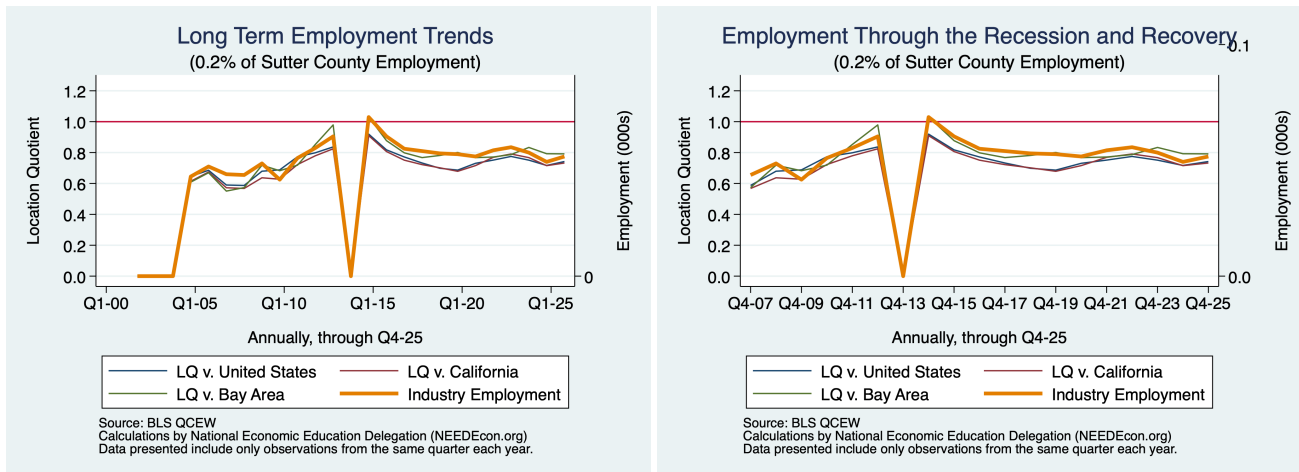 Long Term Employment Trends
(0.2% of Sutter County Employment)
Location Quotient
1.2
1.0
0.8
0.6
0.4
0.2
0.0
Employment (000s)
0
Q1-00 Q1-05 Q1-10 Q1-15 Q1-20 Q1-25
Annually, through Q4-25
LQ v. United States LQ v. California
LQ v. Bay Area Industry Employment
Source: BLS QCEW
Calculations by National Economic Education Delegation (NEEDEcon.org)
Data presented include only observations from the same quarter each year.
Employment Through the Recession and Recovery
(0.2% of Sutter County Employment)
Location Quotient
1.2
1.0
0.8
0.6
0.4
0.2
0.0
Employment (000s)
0.1
0.0
Q4-07 Q4-09 Q4-11 Q4-13 Q4-15 Q4-17 Q4-19 Q4-21 Q4-23 Q4-25
Annually, through Q4-25
LQ v. United States LQ v. California
LQ v. Bay Area Industry Employment
Source: BLS QCEW
Calculations by National Economic Education Delegation (NEEDEcon.org)
Data presented include only observations from the same quarter each year.